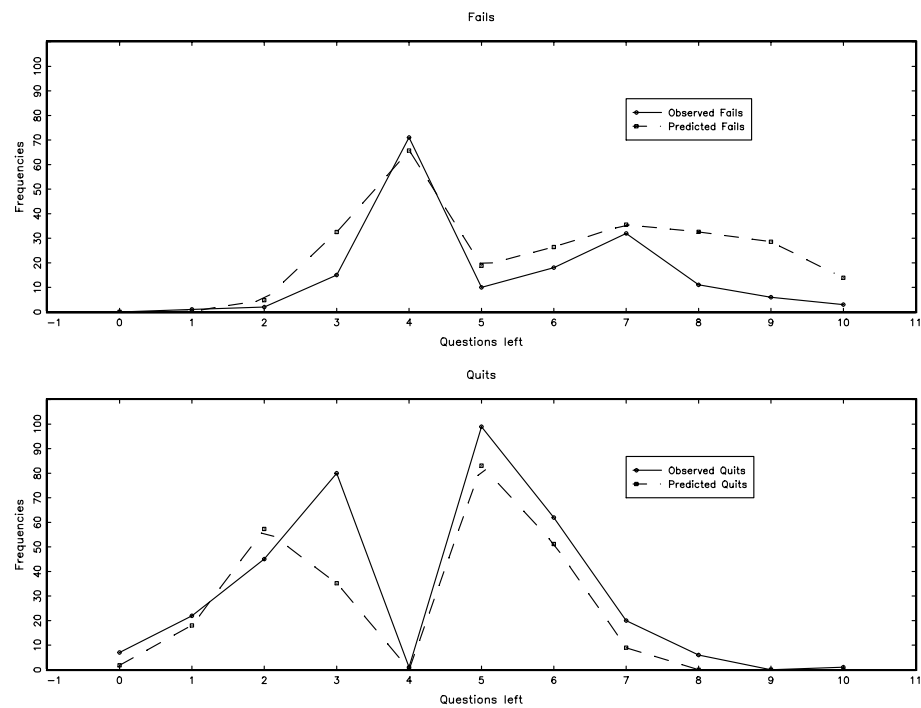 Fails
Frequencies
100
90
80
70
60
50
40
30
20
10
0
Observed Fails
Predicted Fails
-1 0 1 2 3 4 5 6 7 8 9 10 11
Questions left
Quits
Frequencies
100
90
80
70
60
50
40
30
20
10
0
Observed Quits
Predicted Quits
-1 0 1 2 3 4 5 6 7 8 9 10 11
Questions left